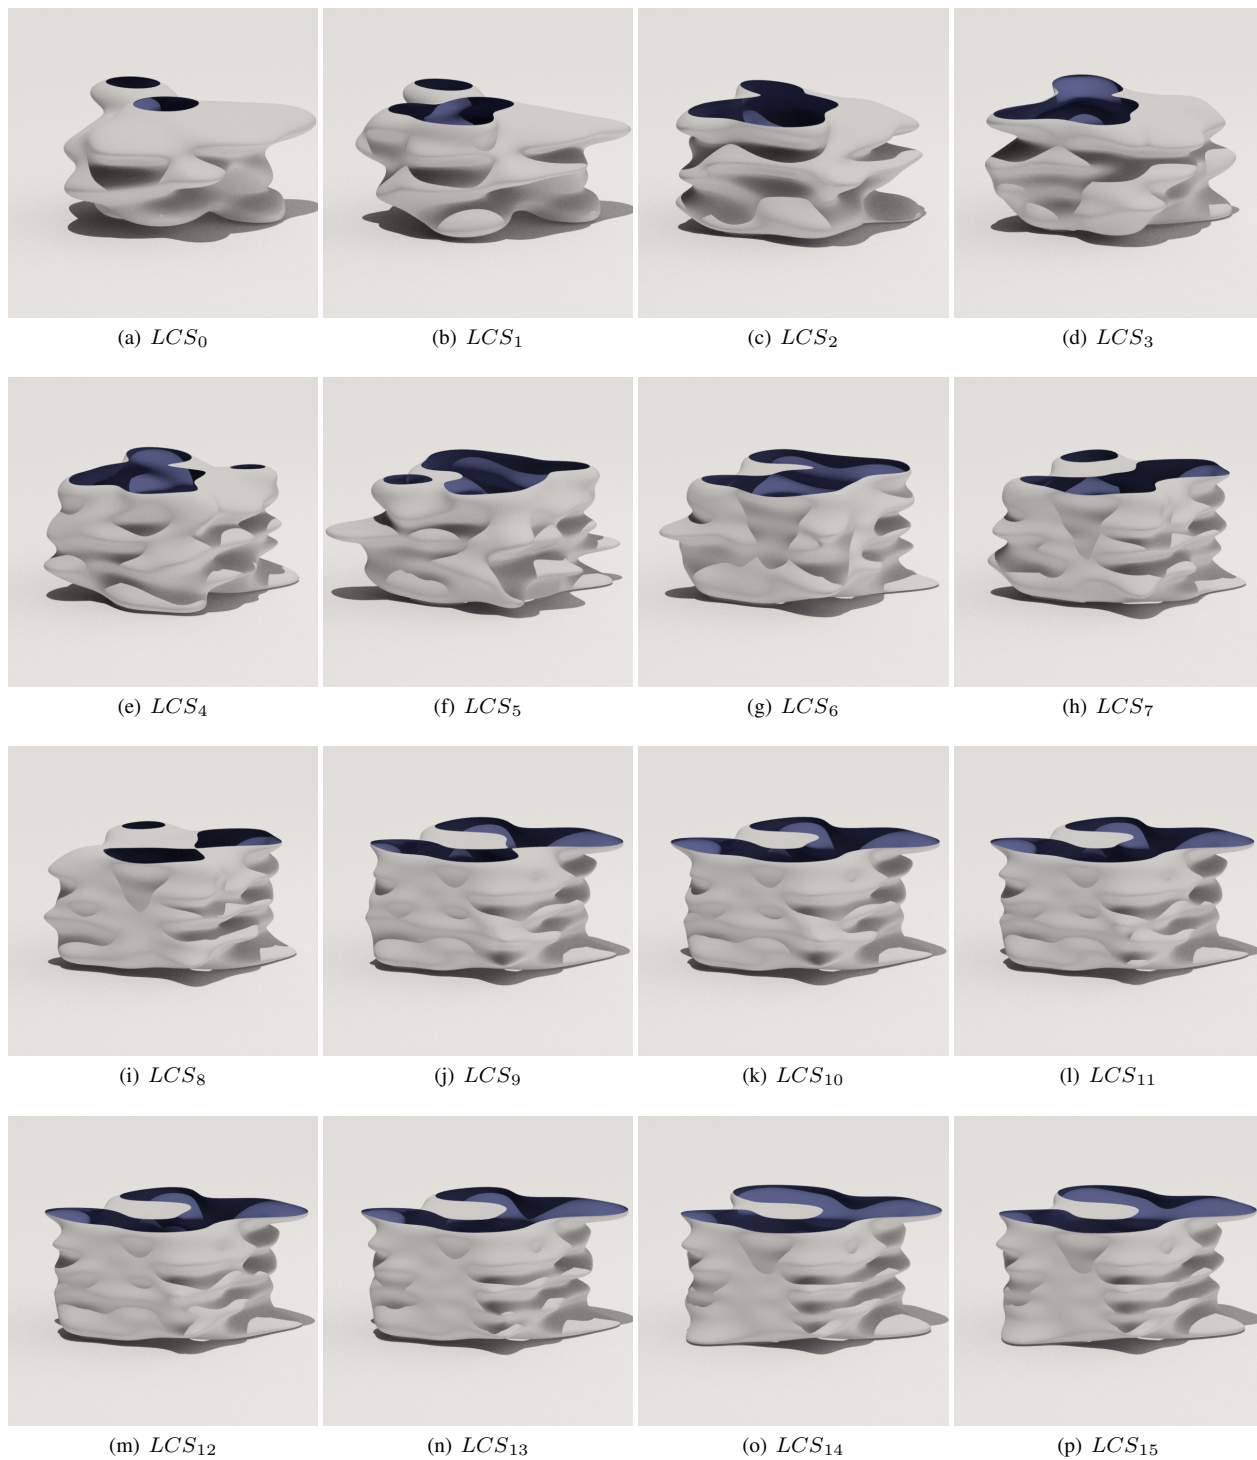 (a) LCS₀
(b) LCS₁
(c) LCS₂
(d) LCS₃
(e) LCS₄
(f) LCS₅
(g) LCS₆
(h) LCS₇
(i) LCS₈
(j) LCS₉
(k) LCS₁₀
(l) LCS₁₁
(m) LCS₁₂
(n) LCS₁₃
(o) LCS₁₄
(p) LCS₁₅